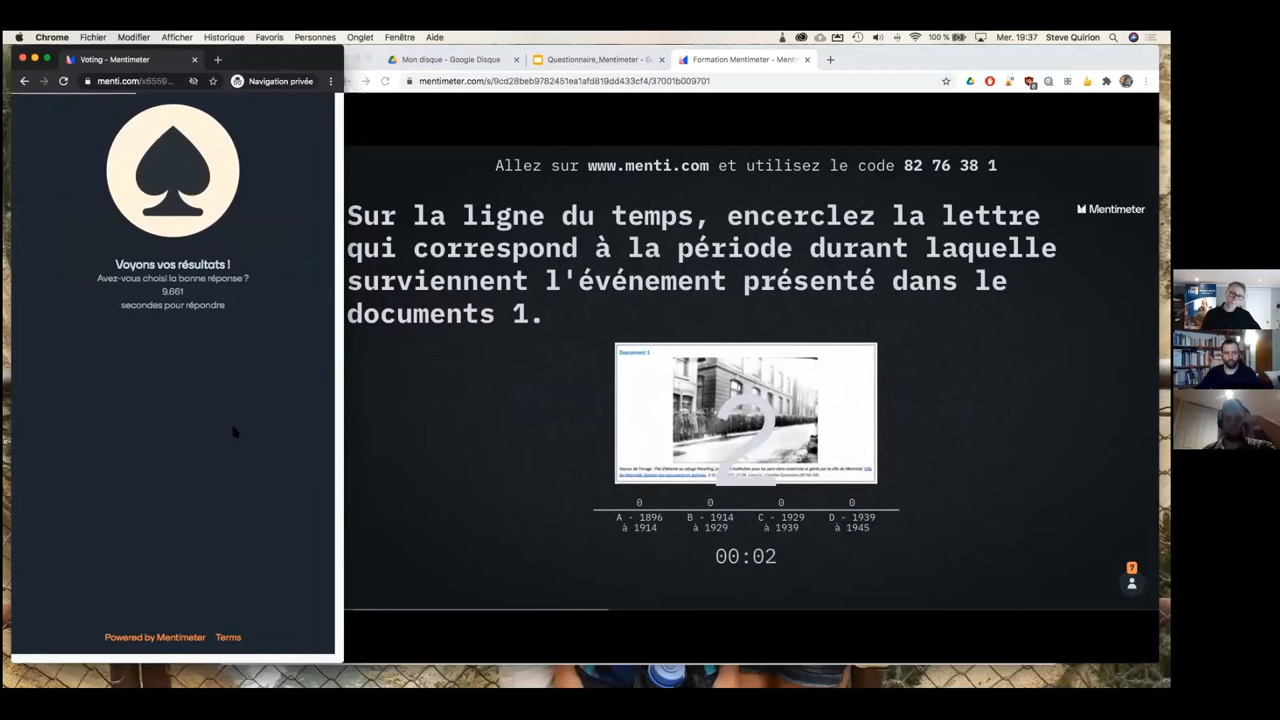 Chrome Fichier Modifier Afficher Historique Favoris Personnes Onglet Fenêtre Aide
100 % Mer. 19:37 Steve Quirion
Voting - Mentimeter
Mon disque - Google Disque
Questionnaire_Mentimeter - G
Formation Mentimeter - Menti
menti.com/x6559...
Navigation privée
mentimeter.com/s/9cd28beb9782451ea1afd819dd433cf4/37001b009701
Allez sur www.menti.com et utilisez le code 82 76 38 1
Mentimeter
Sur la ligne du temps, encerclez la lettre
qui correspond à la période durant laquelle
surviennent l'événement présenté dans le
documents 1.
Voyons vos résultats !
Avez-vous choisi la bonne réponse ?
9.661
secondes pour répondre
Document 1
2
0 0 0 0
A - 1896 B - 1914 C - 1929 D - 1939
à 1914 à 1929 à 1939 à 1945
00:02
7
Powered by Mentimeter Terms